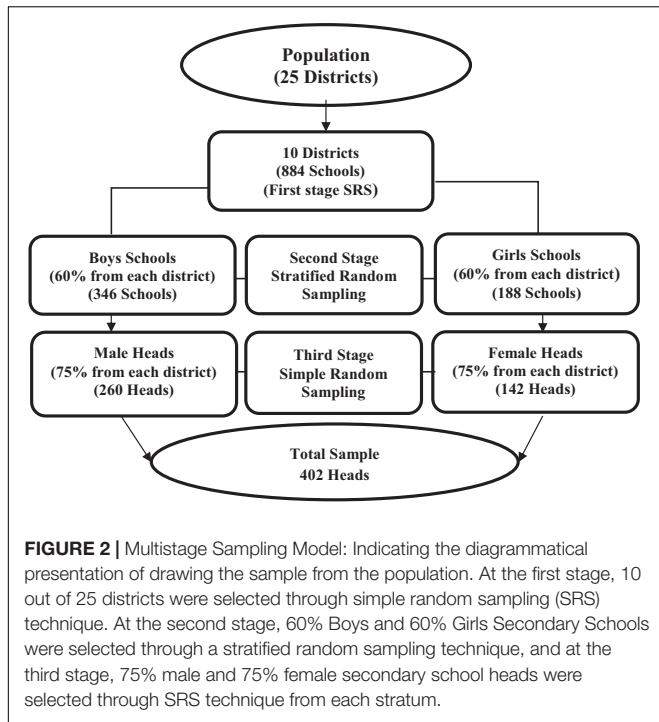 Population
(25 Districts)
10 Districts
(884 Schools)
(First stage SRS)
Boys Schools
(60% from each district)
(346 Schools)
Second Stage
Stratified Random
Sampling
Girls Schools
(60% from each district)
(188 Schools)
Male Heads
(75% from each district)
(260 Heads)
Third Stage
Simple Random
Sampling
Female Heads
(75% from each district)
(142 Heads)
Total Sample
402 Heads
FIGURE 2 | Multistage Sampling Model: Indicating the diagrammatical
presentation of drawing the sample from the population. At the first stage, 10
out of 25 districts were selected through simple random sampling (SRS)
technique. At the second stage, 60% Boys and 60% Girls Secondary Schools
were selected through a stratified random sampling technique, and at the
third stage, 75% male and 75% female secondary school heads were
selected through SRS technique from each stratum.